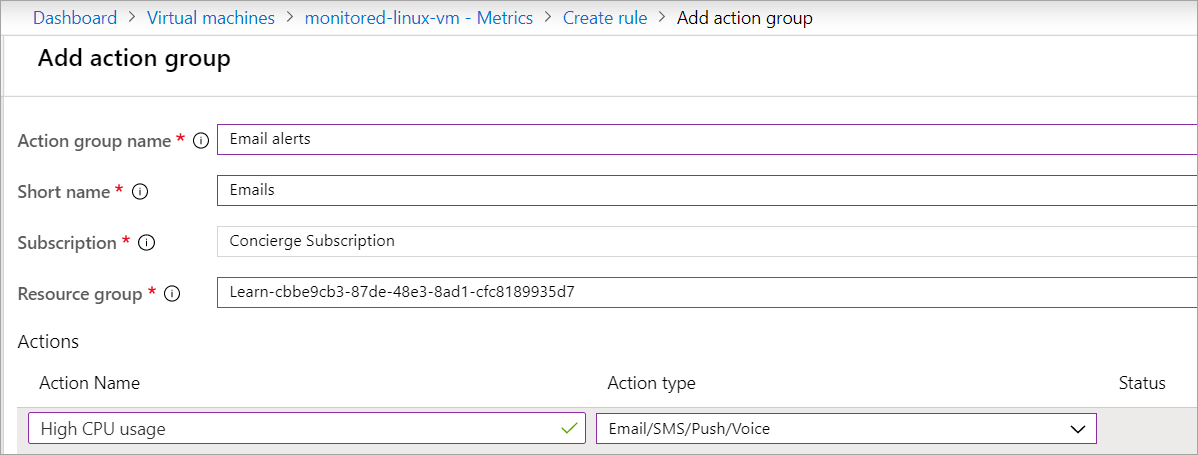 Dashboard > Virtual machines > monitored-linux-vm - Metrics > Create rule > Add action group
Add action group
Action group name * Email alerts
Short name * Emails
Subscription * Concierge Subscription
Resource group * Learn-cbbe9cb3-87de-48e3-8ad1-cfc8189935d7
Actions
Action Name Action type Status
High CPU usage Email/SMS/Push/Voice